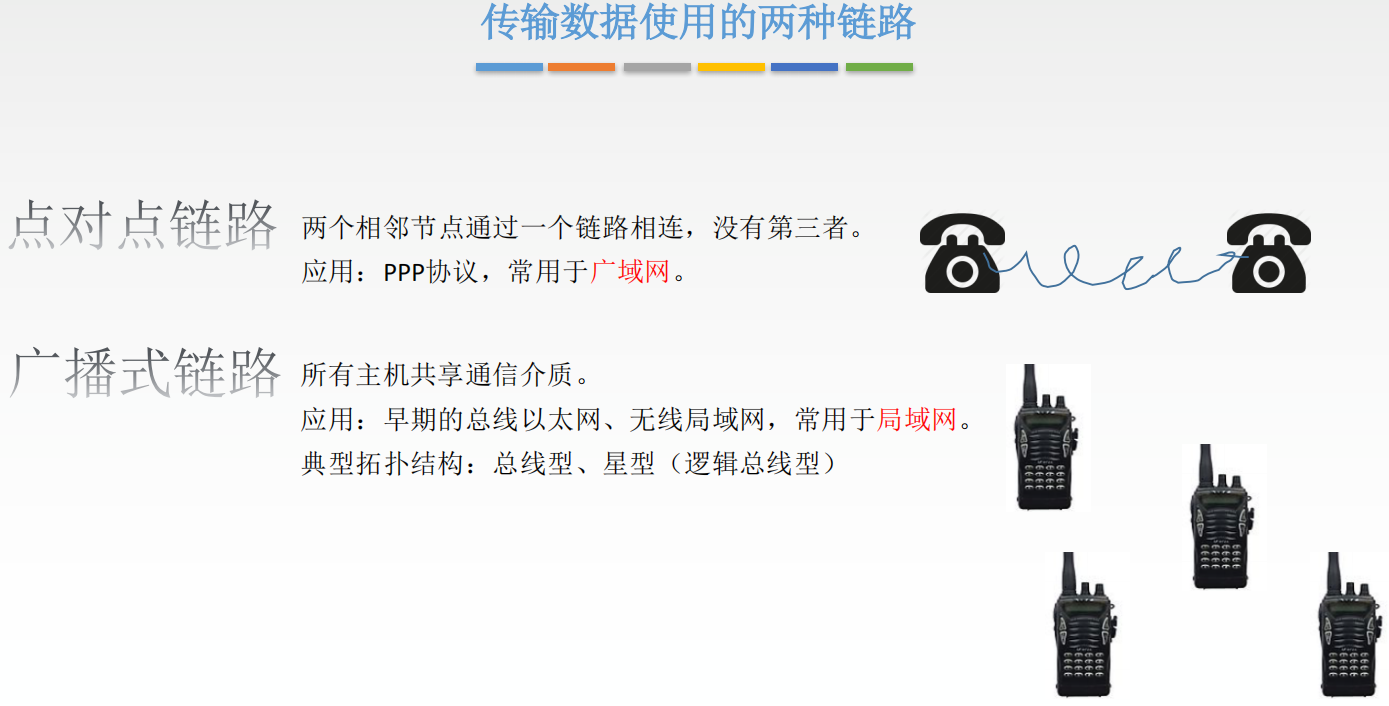 传输数据使用的两种链路
点对点链路
两个相邻节点通过一个链路相连，没有第三者。
应用：PPP协议，常用于广域网。
广播式链路
所有主机共享通信介质。
应用：早期的总线以太网、无线局域网，常用于局域网。
典型拓扑结构：总线型、星型（逻辑总线型）